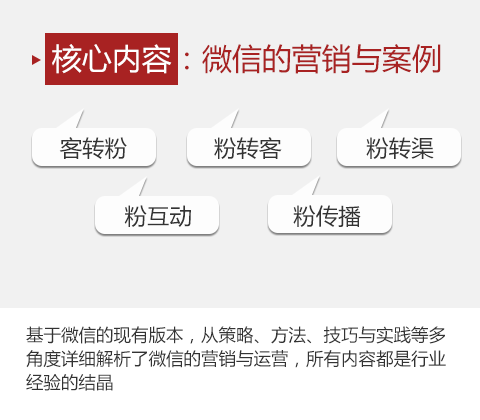 核心内容：微信的营销与案例
客转粉 粉转客 粉转渠
粉互动 粉传播
基于微信的现有版本，从策略、方法、技巧与实践等多
角度详细解析了微信的营销与运营，所有内容都是行业
经验的结晶